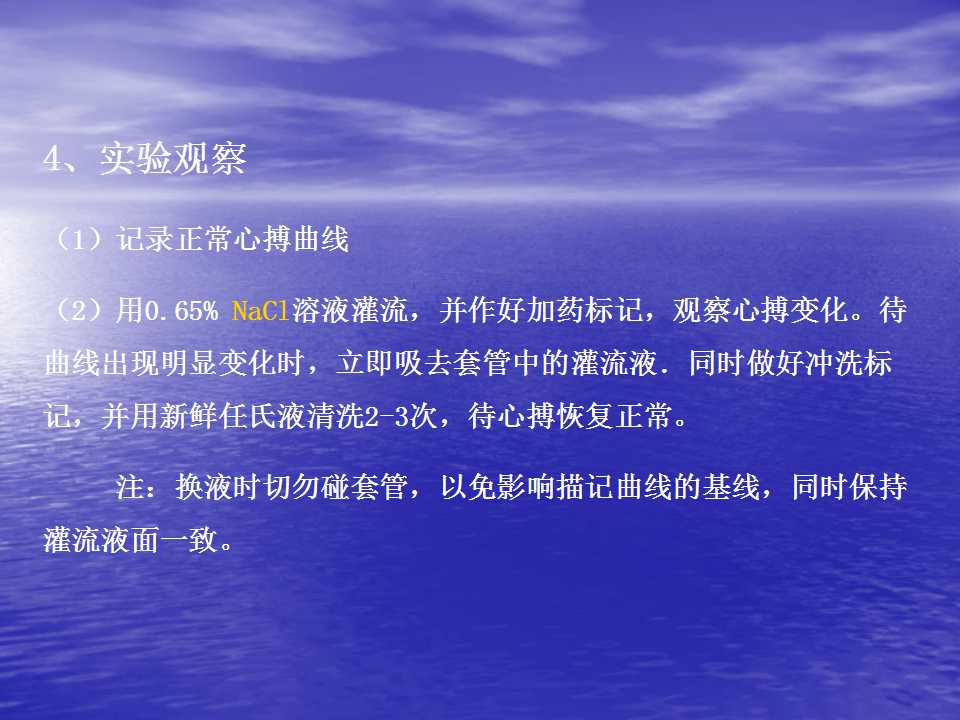 4、实验观察
（1）记录正常心搏曲线
（2）用0.65% NaCl溶液灌流，并作好加药标记，观察心搏变化。待
曲线出现明显变化时，立即吸去套管中的灌流液．同时做好冲洗标
记，并用新鲜任氏液清洗2-3次，待心搏恢复正常。
注：换液时切勿碰套管，以免影响描记曲线的基线，同时保持
灌流液面一致。